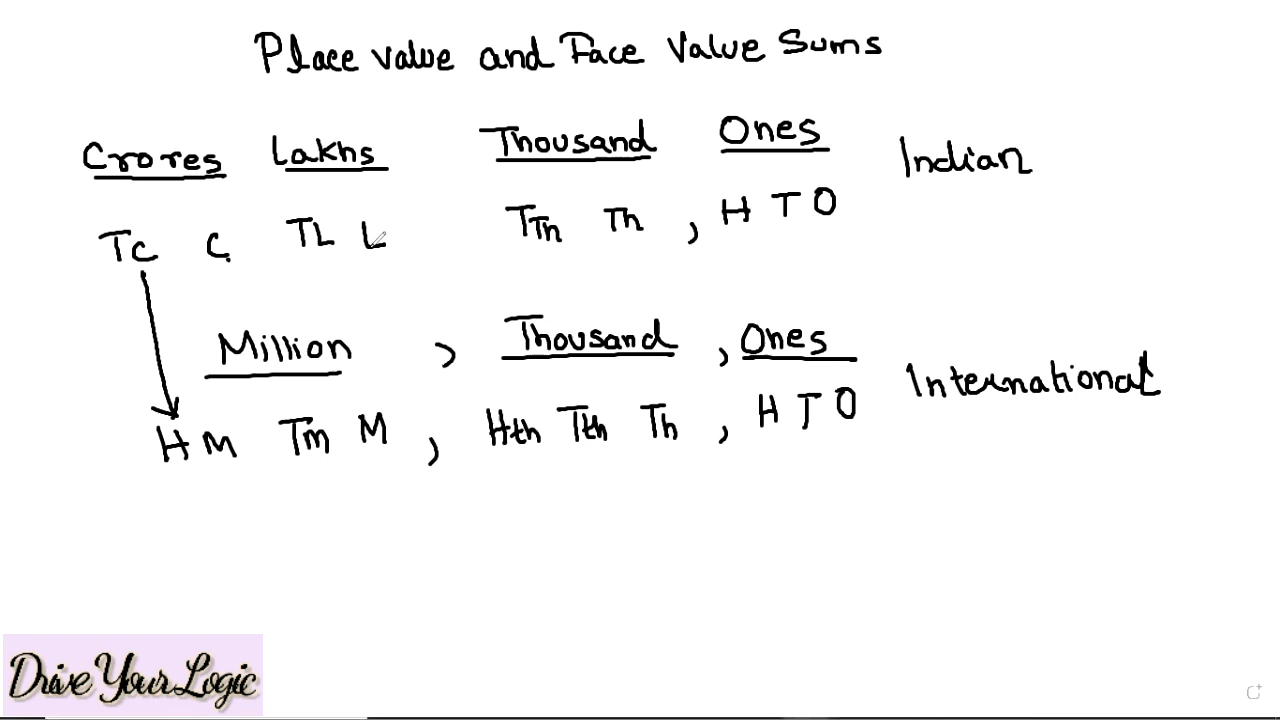 Place value and Face Value Sums
Crores Lakhs Thousand Ones Indian
TC C TL L TTh Th , H T O
Million , Thousand , Ones International
HM Tm M , Hth Tth Th , H T O
Drive Your Logic